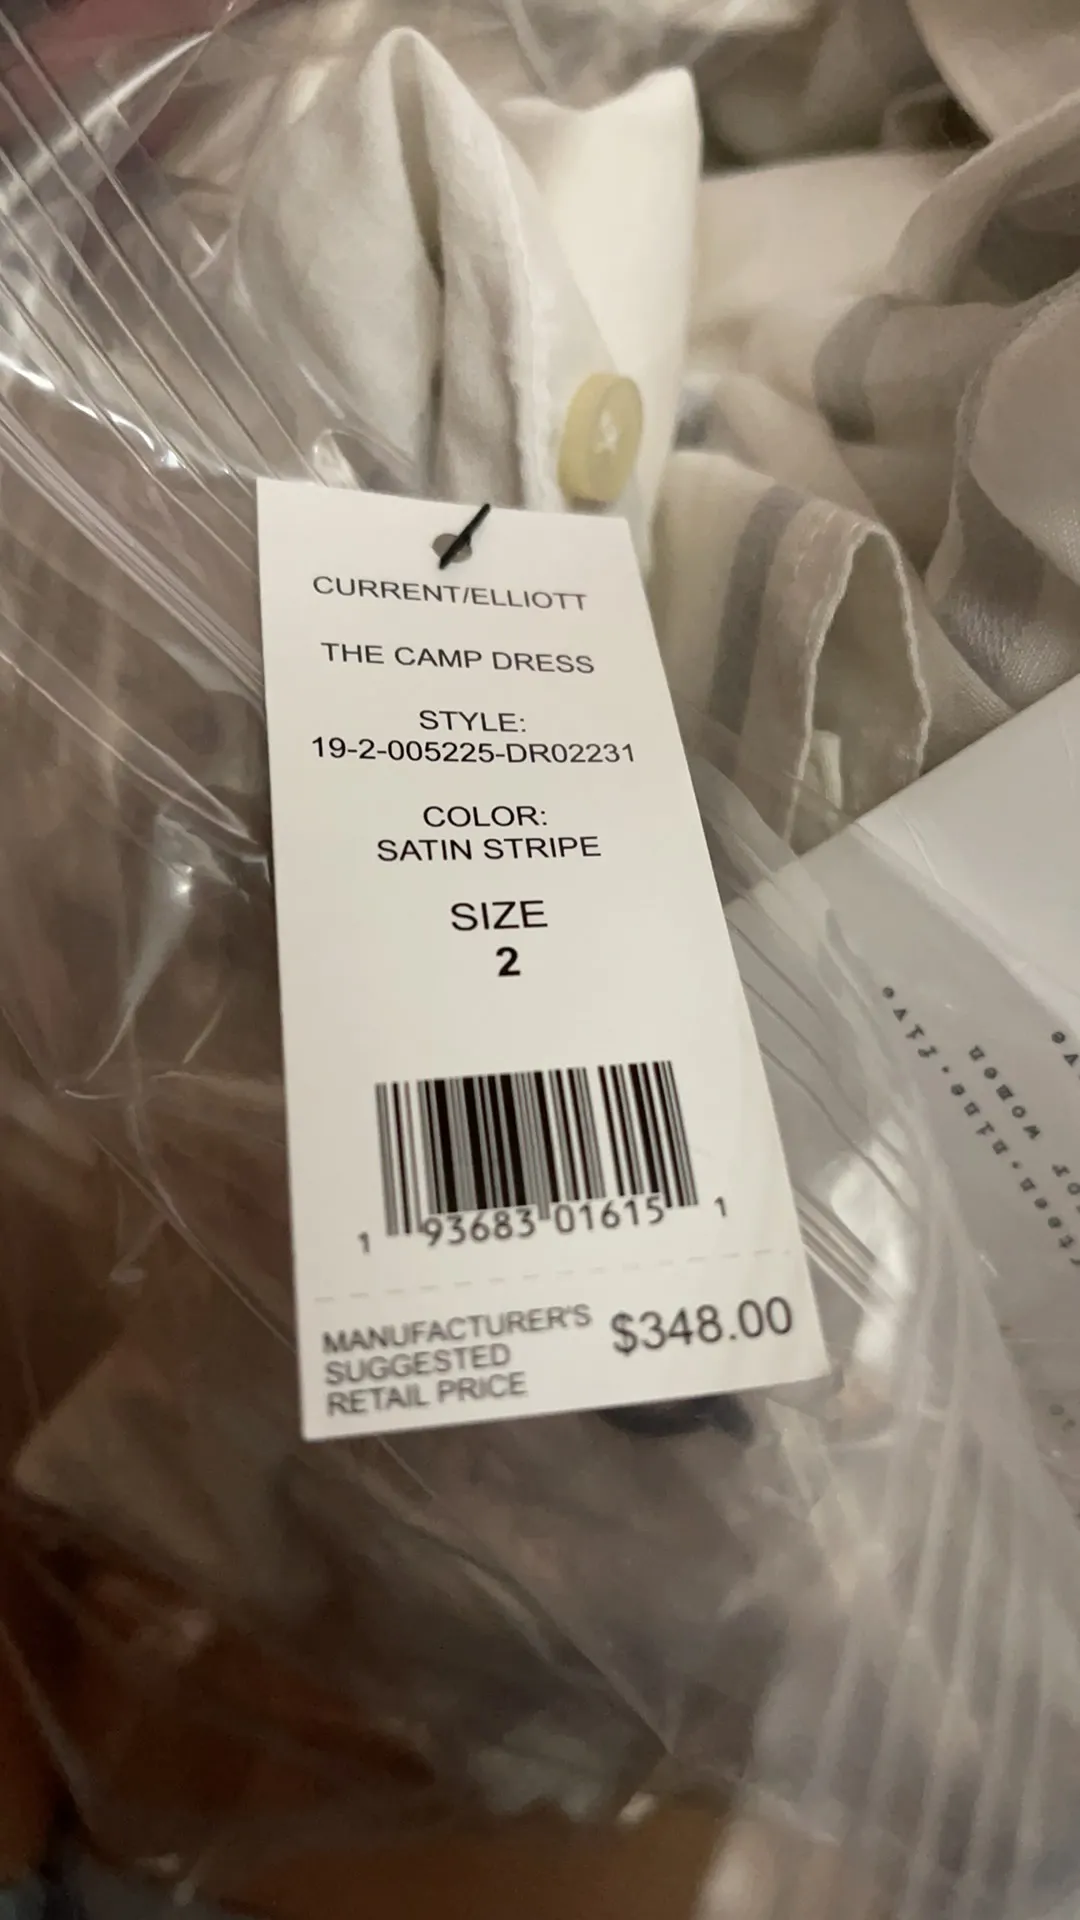 CURRENT/ELLIOTT
THE CAMP DRESS
STYLE:
19-2-005225-DR02231
COLOR:
SATIN STRIPE
SIZE
2
1 93683 01615 1
MANUFACTURER'S
SUGGESTED
RETAIL PRICE
$348.00
women